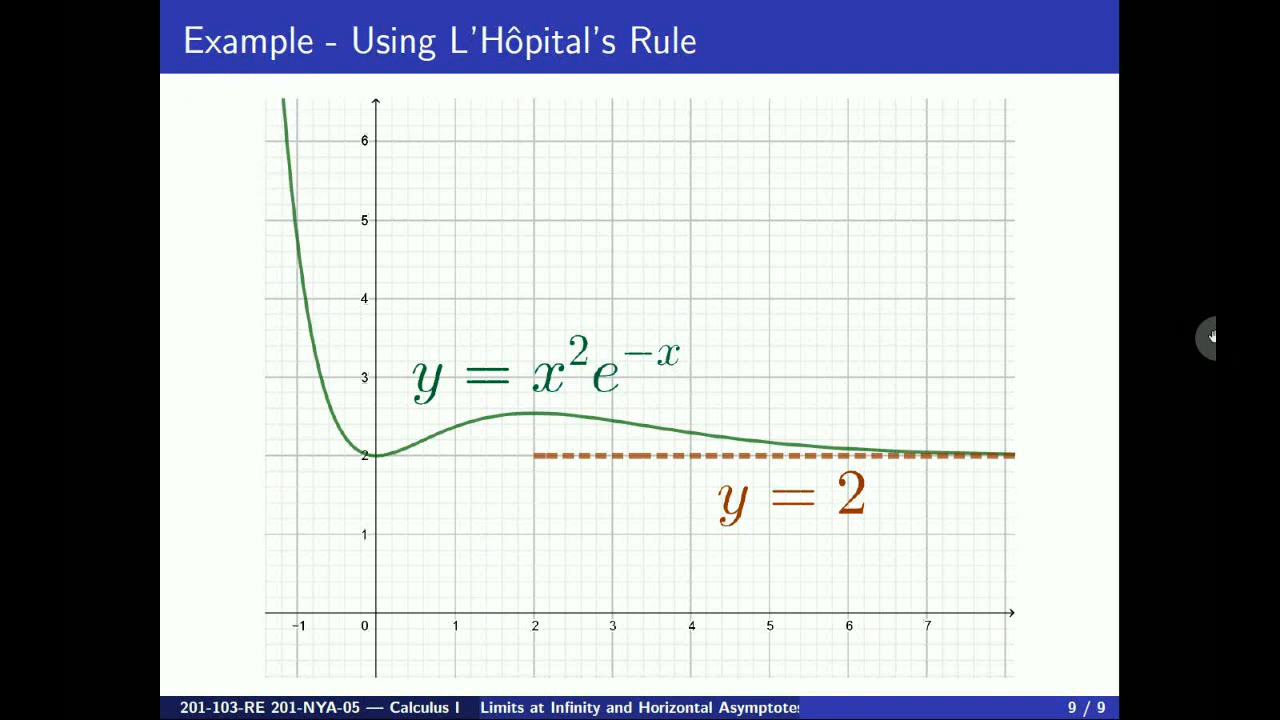 Example - Using L'Hôpital's Rule
6
5
4
3
y = x²e⁻ˣ
2
y = 2
1
−1 0 1 2 3 4 5 6 7
201-103-RE 201-NYA-05 — Calculus I Limits at Infinity and Horizontal Asymptotes 9 / 9